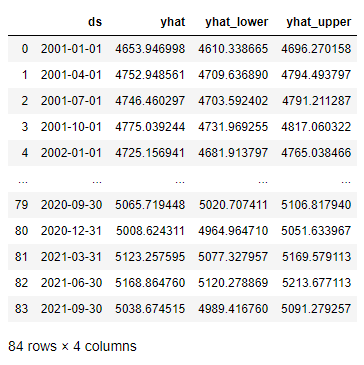 ds yhat yhat_lower yhat_upper
0 2001-01-01 4653.946998 4610.338665 4696.270158
1 2001-04-01 4752.948561 4709.636890 4794.493797
2 2001-07-01 4746.460297 4703.592402 4791.211287
3 2001-10-01 4775.039244 4731.969255 4817.060322
4 2002-01-01 4725.156941 4681.913797 4765.038466
... ... ... ... ...
79 2020-09-30 5065.719448 5020.707411 5106.817940
80 2020-12-31 5008.624311 4964.964710 5051.633967
81 2021-03-31 5123.257595 5077.327957 5169.579113
82 2021-06-30 5168.864760 5120.278869 5213.677113
83 2021-09-30 5038.674515 4989.416760 5091.279257
84 rows × 4 columns